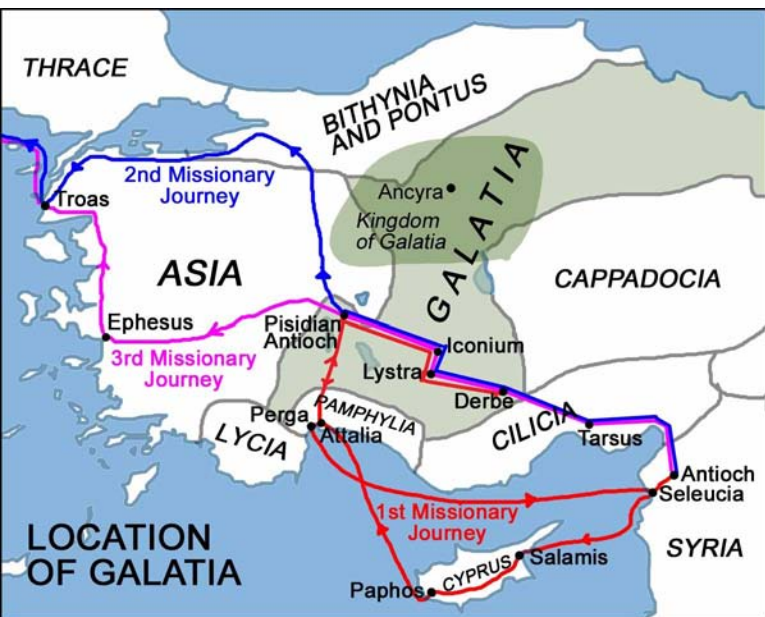 THRACE
BITHYNIA
AND PONTUS
2nd Missionary
Journey
Troas
Ancyra
Kingdom
of Galatia
GALATIA
ASIA
CAPPADOCIA
Ephesus
Pisidian
Antioch
3rd Missionary
Journey
Iconium
Lystra
Derbe
PAMPHYLIA
Perga
Attalia
LYCIA
CILICIA
Tarsus
Antioch
Seleucia
1st Missionary
Journey
LOCATION
OF GALATIA
SYRIA
Salamis
CYPRUS
Paphos